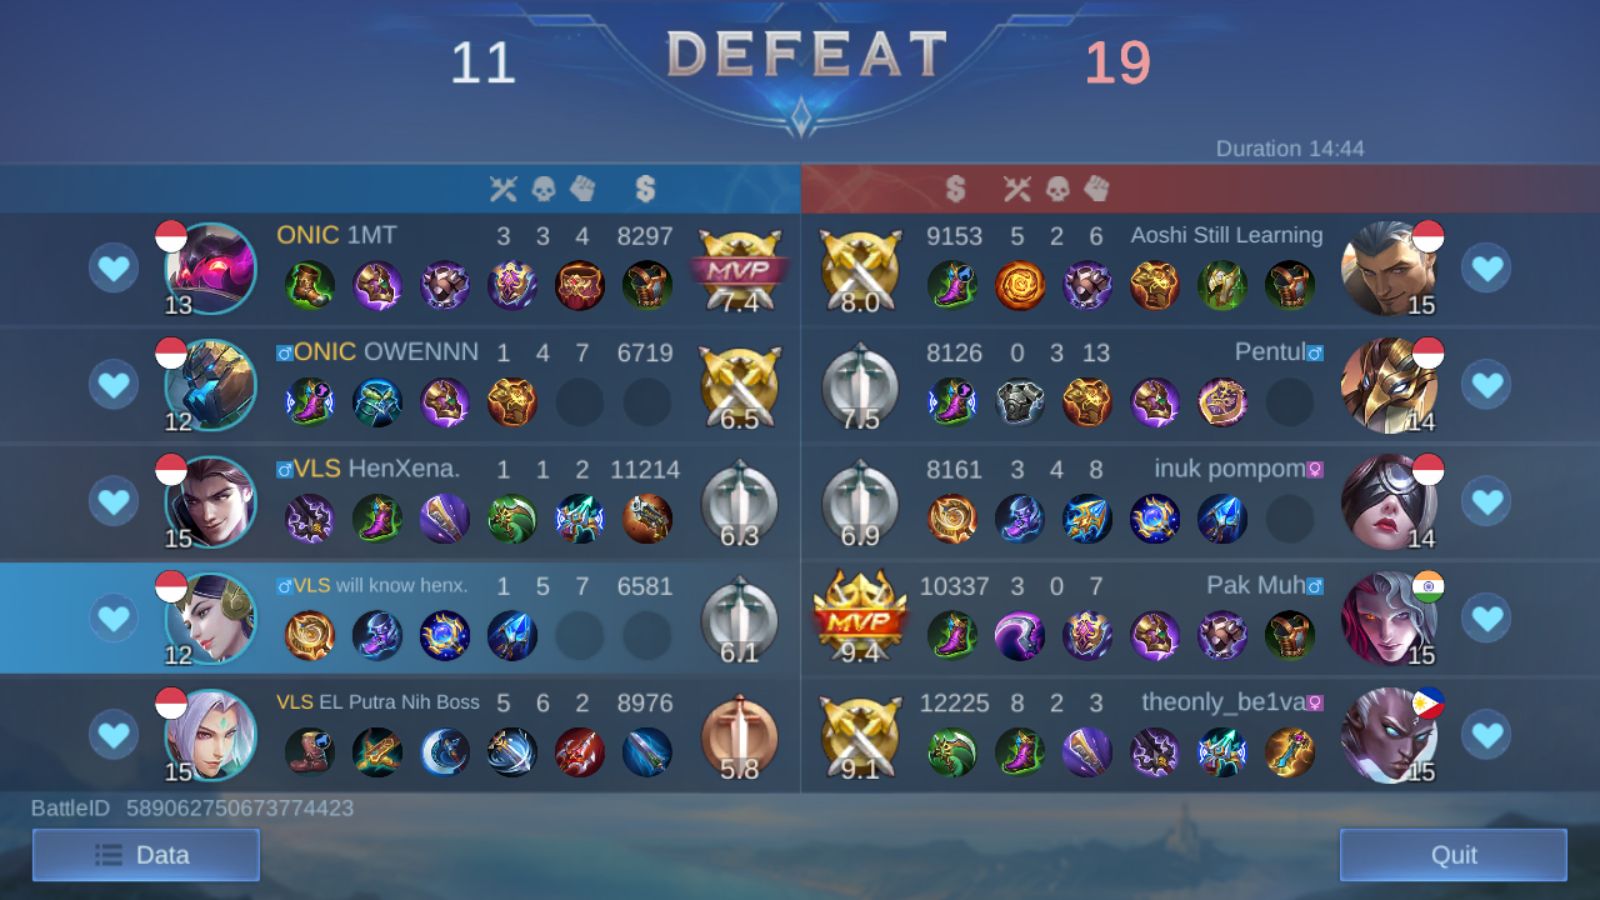 11 DEFEAT 19
Duration 14:44
ONIC 1MT 3 3 4 8297 MVP 7.4
13
8.0 9153 5 2 6 Aoshi Still Learning
15
ONIC OWENNN 1 4 7 6719 6.5
12
7.5 8126 0 3 13 Pentul
14
VLS HenXena. 1 1 2 11214 6.3
15
6.9 8161 3 4 8 inuk pompom
14
VLS will know henx. 1 5 7 6581 6.1
12
MVP 9.4 10337 3 0 7 Pak Muh
15
VLS EL Putra Nih Boss 5 6 2 8976 5.8
15
9.1 12225 8 2 3 theonly_be1va
15
BattleID 589062750673774423
Data
Quit